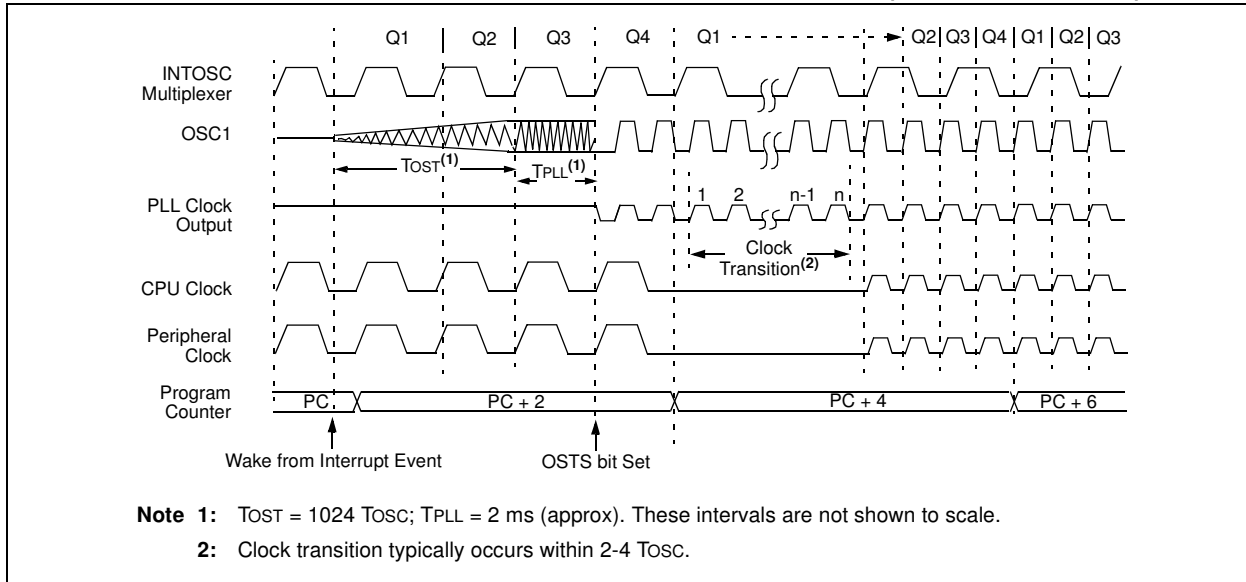 Q1 Q2 Q3 Q4 Q1 Q2 Q3 Q4 Q1 Q2 Q3
INTOSC
Multiplexer
OSC1
TOST(1) TPLL(1)
1 2 n-1 n
PLL Clock
Output
Clock
Transition(2)
CPU Clock
Peripheral
Clock
Program
Counter
PC PC + 2 PC + 4 PC + 6
Wake from Interrupt Event OSTS bit Set
Note 1: TOST = 1024 TOSC; TPLL = 2 ms (approx). These intervals are not shown to scale.
2: Clock transition typically occurs within 2-4 TOSC.